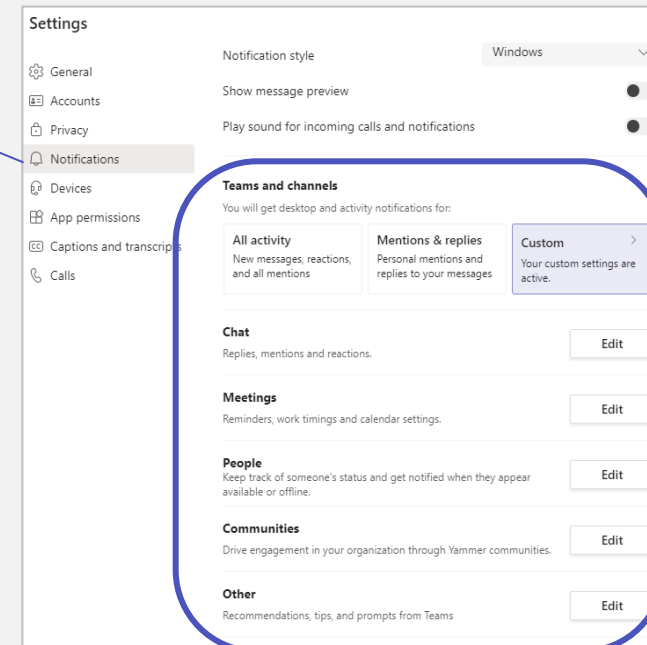 Settings
General
Accounts
Privacy
Notifications
Devices
App permissions
CC Captions and transcripts
Calls
Notification style
Windows
Show message preview
Play sound for incoming calls and notifications
Teams and channels
You will get desktop and activity notifications for:
All activity
New messages, reactions,
and all mentions
Mentions & replies
Personal mentions and
replies to your messages
Custom
Your custom settings are
active.
Chat
Replies, mentions and reactions.
Edit
Meetings
Reminders, work timings and calendar settings.
Edit
People
Keep track of someone's status and get notified when they appear
available or offline.
Edit
Communities
Drive engagement in your organization through Yammer communities.
Edit
Other
Recommendations, tips, and prompts from Teams
Edit